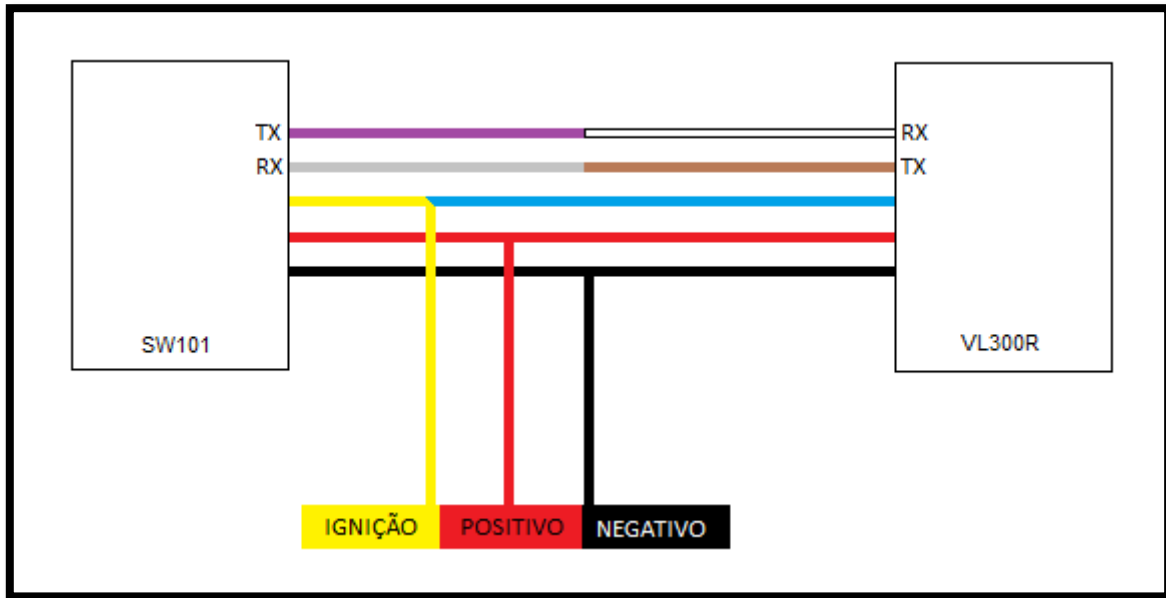 TX
RX
RX
TX
SW101
VL300R
IGNIÇÃO
POSITIVO
NEGATIVO